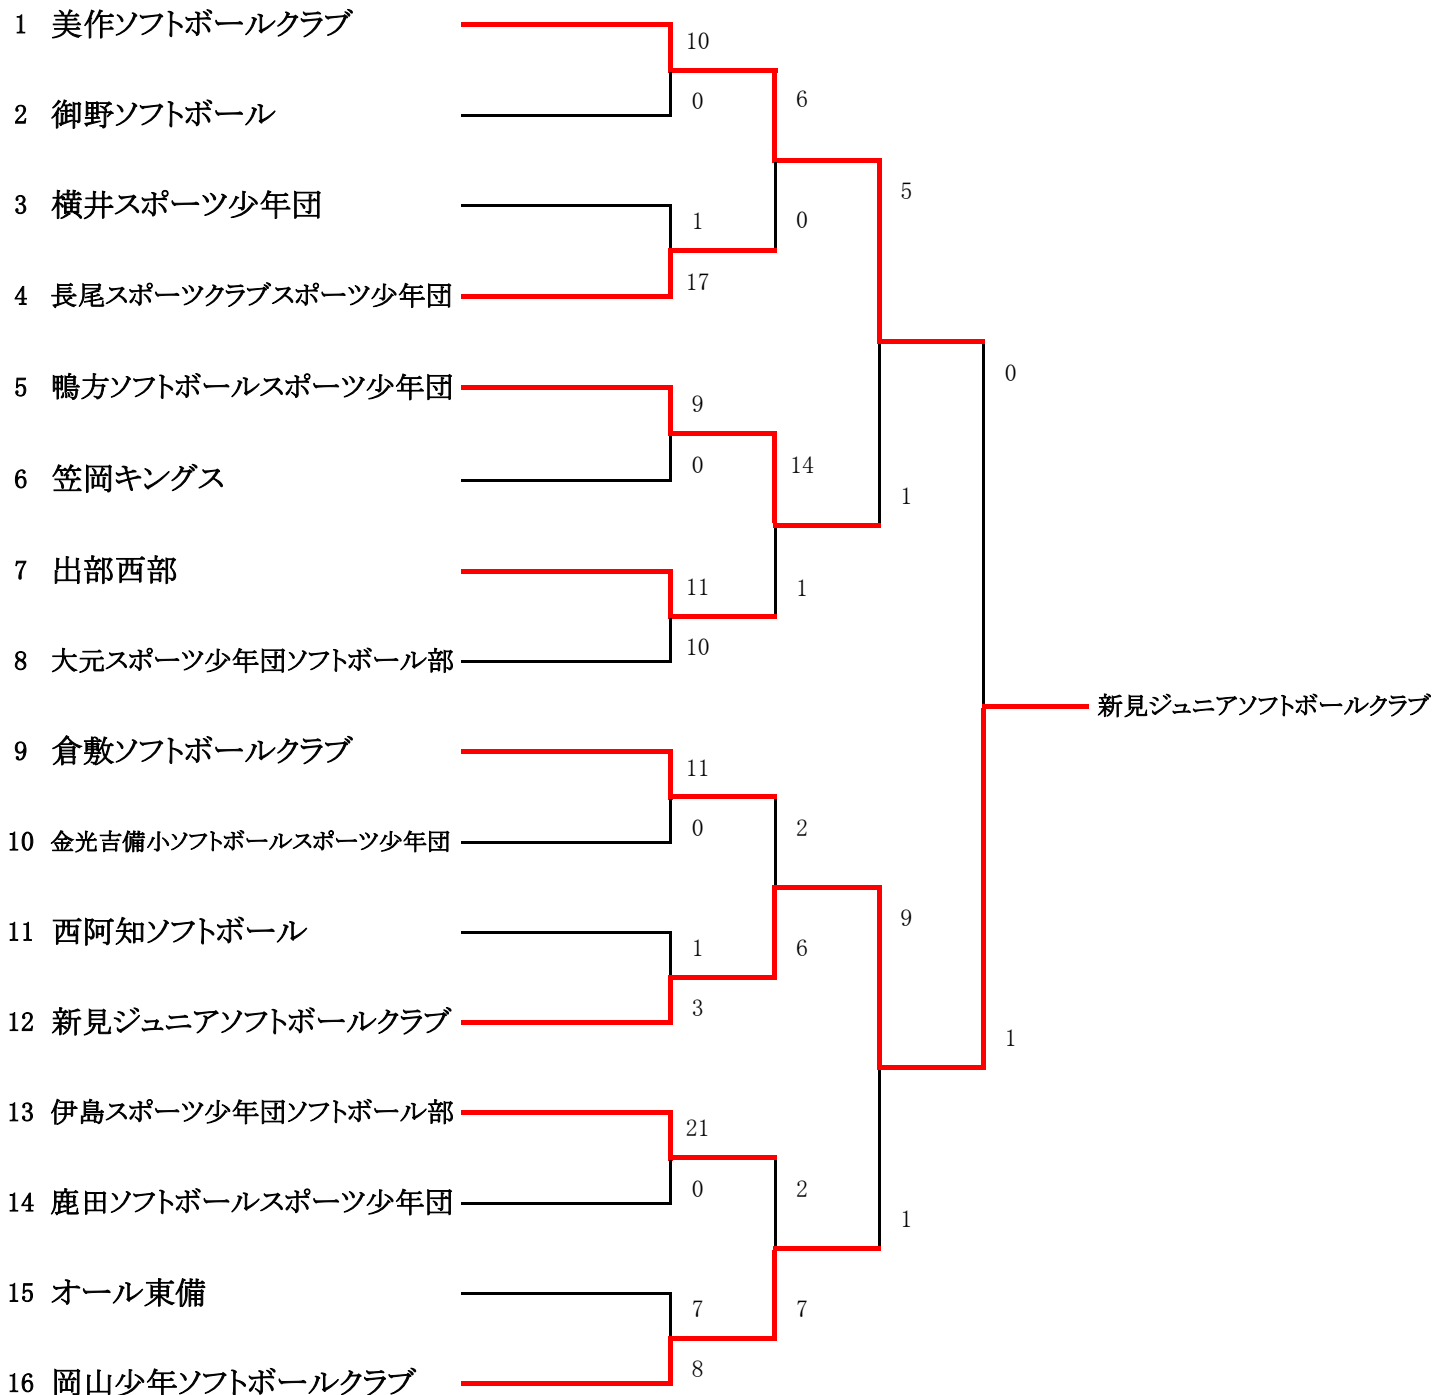 1 美作ソフトボールクラブ
10
0
2 御野ソフトボール
6
3 横井スポーツ少年団
1
0
17
4 長尾スポーツクラブスポーツ少年団
5
5 鴨方ソフトボールスポーツ少年団
9
0
6 笠岡キングス
14
7 出部西部
11
1
10
8 大元スポーツ少年団ソフトボール部
1
0
新見ジュニアソフトボールクラブ
9 倉敷ソフトボールクラブ
11
0
10 金光吉備小ソフトボールスポーツ少年団
2
11 西阿知ソフトボール
1
6
3
12 新見ジュニアソフトボールクラブ
9
1
13 伊島スポーツ少年団ソフトボール部
21
0
14 鹿田ソフトボールスポーツ少年団
2
1
15 オール東備
7
7
8
16 岡山少年ソフトボールクラブ